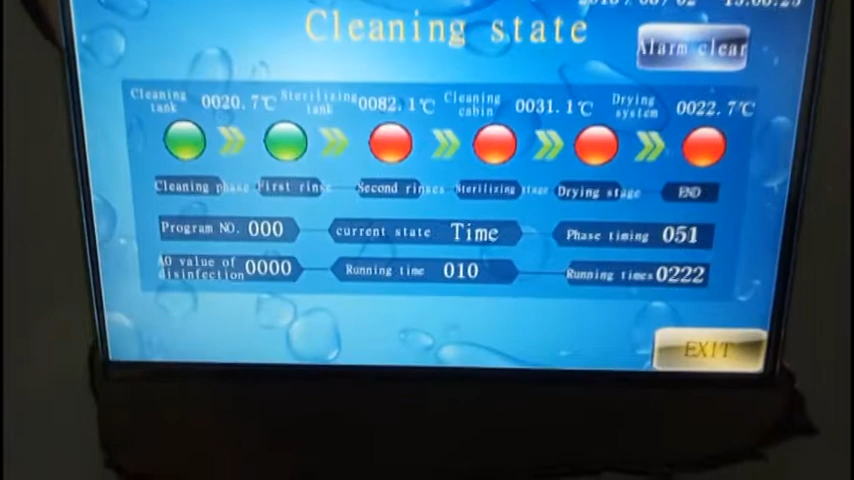 Cleaning state
Alarm clear
Cleaning tank 0020.7℃ Sterilizing tank 0082.1℃ Cleaning cabin 0031.1℃ Drying system 0022.7℃
Cleaning phase First rinse Second rinses Sterilizing stage Drying stage END
Program NO. 000 current state Time Phase timing 051
A0 value of disinfection 0000 Running time 010 Running times 0222
EXIT